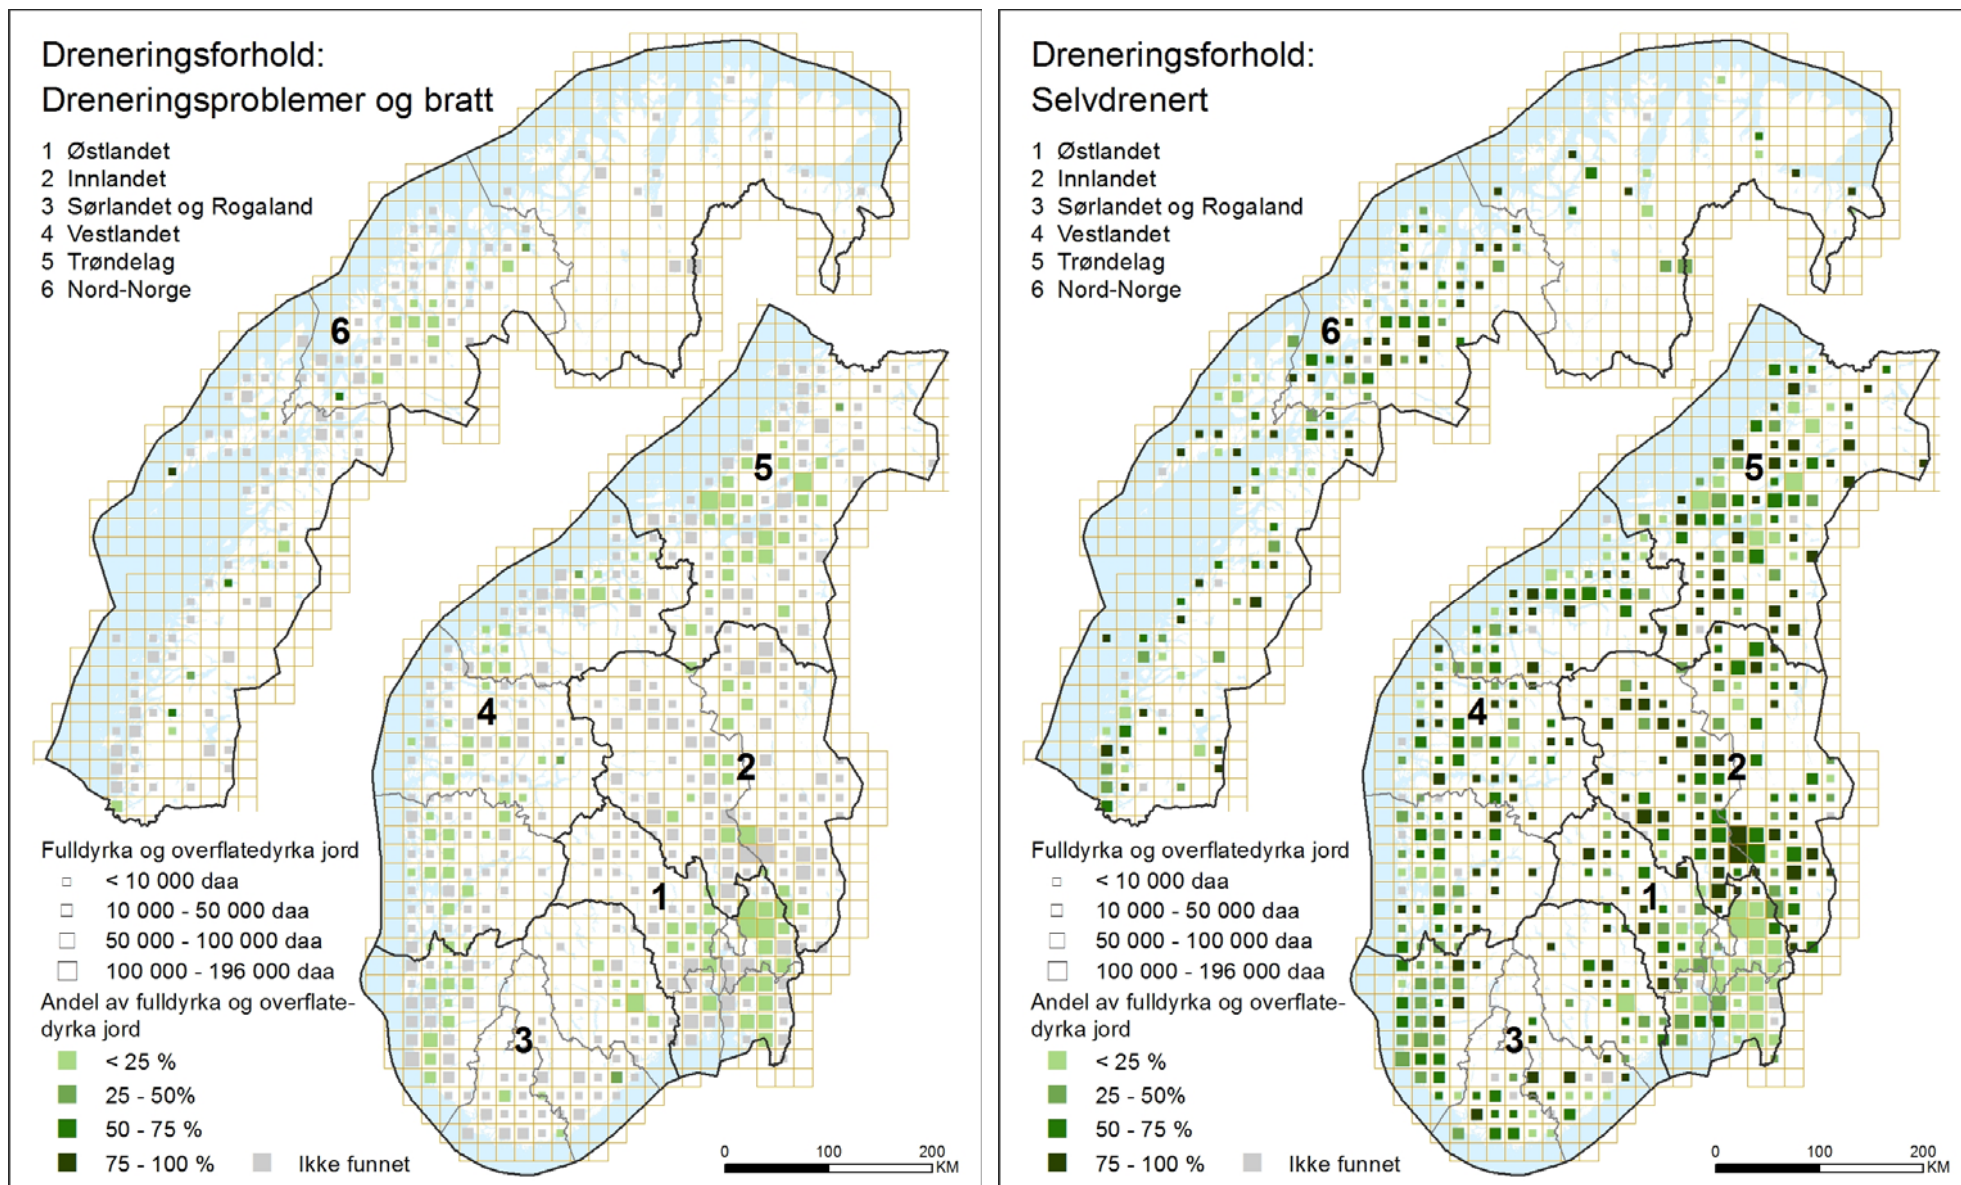 Dreneringsforhold:
Dreneringsproblemer og bratt
1 Østlandet
2 Innlandet
3 Sørlandet og Rogaland
4 Vestlandet
5 Trøndelag
6 Nord-Norge
6
5
4
2
1
3
Fulldyrka og overflatedyrka jord
< 10 000 daa
10 000 - 50 000 daa
50 000 - 100 000 daa
100 000 - 196 000 daa
Andel av fulldyrka og overflate-
dyrka jord
< 25 %
25 - 50%
50 - 75 %
75 - 100 %
Ikke funnet
0 100 200
KM
Dreneringsforhold:
Selvdrenert
1 Østlandet
2 Innlandet
3 Sørlandet og Rogaland
4 Vestlandet
5 Trøndelag
6 Nord-Norge
6
5
4
2
1
3
Fulldyrka og overflatedyrka jord
< 10 000 daa
10 000 - 50 000 daa
50 000 - 100 000 daa
100 000 - 196 000 daa
Andel av fulldyrka og overflate-
dyrka jord
< 25 %
25 - 50%
50 - 75 %
75 - 100 %
Ikke funnet
0 100 200
KM